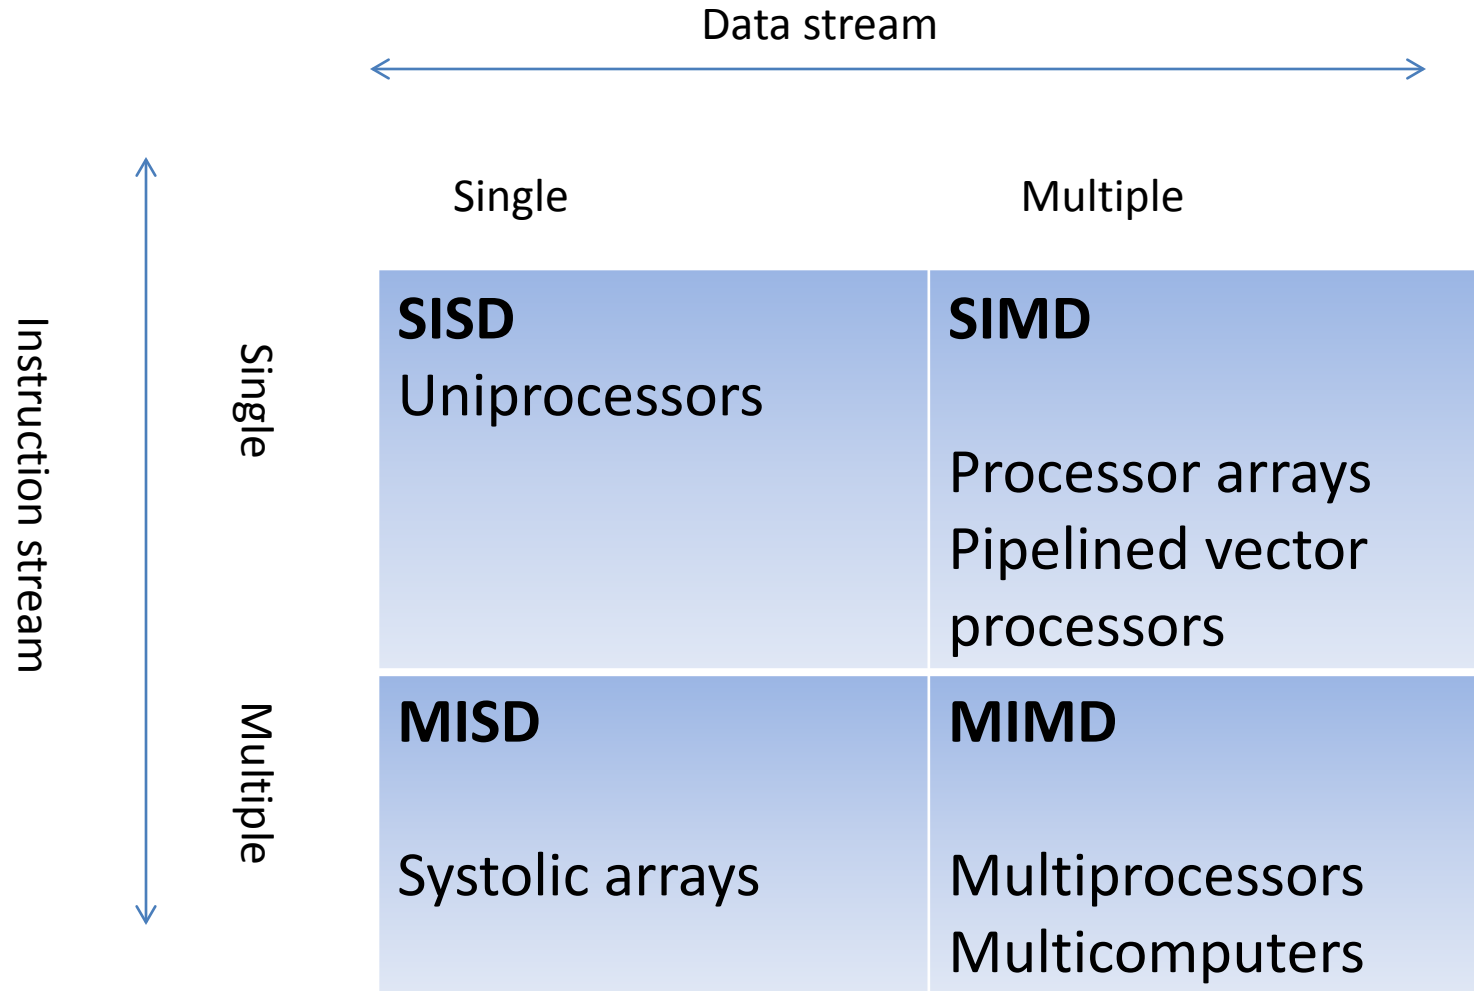 Data stream
Single
Multiple
Instruction stream
Single
SISD
Uniprocessors
SIMD
Processor arrays
Pipelined vector
processors
Multiple
MISD
Systolic arrays
MIMD
Multiprocessors
Multicomputers